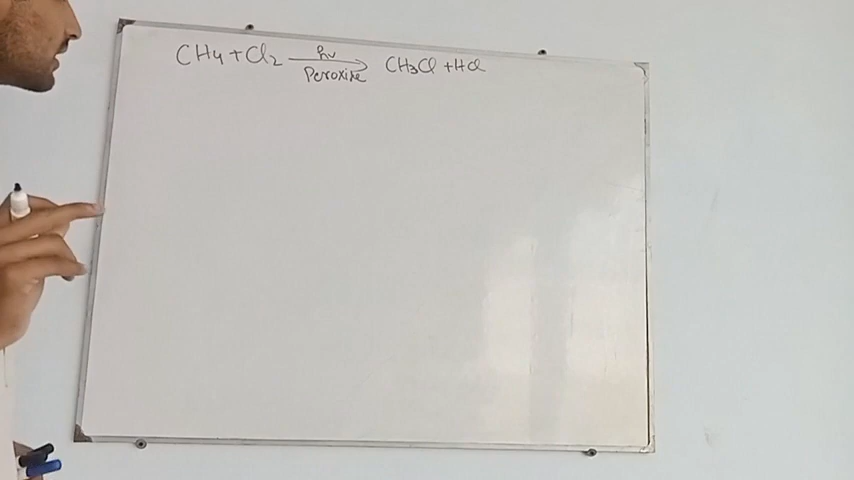 CH4 + Cl2 hν → Peroxide CH3Cl + HCl